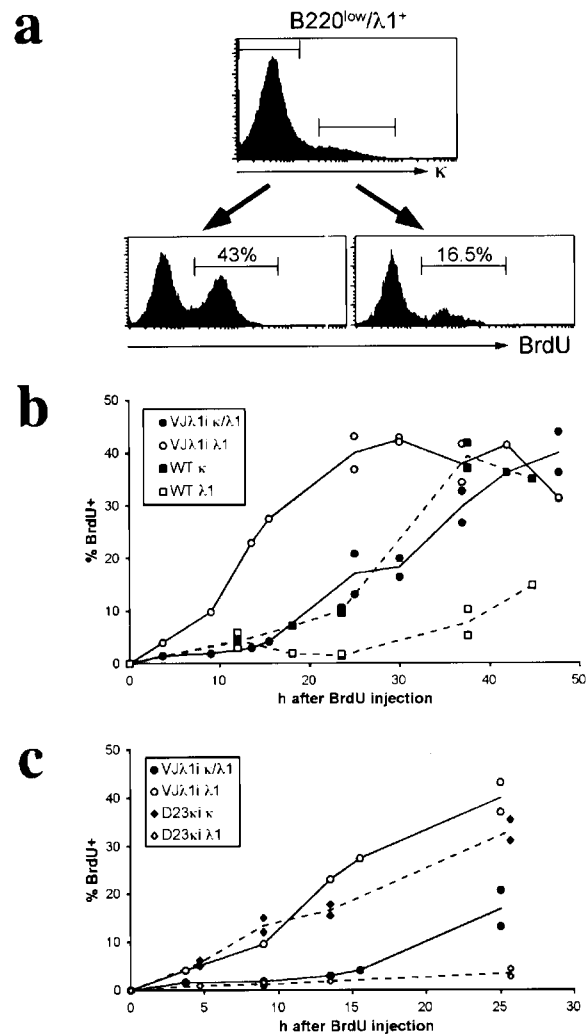 a
B220low/λ1+
κ
43%
16.5%
BrdU
b
VJλ1i κ/λ1
VJλ1i λ1
WT κ
WT λ1
% BrdU+
50
40
30
20
10
0
0 10 20 30 40 50
h after BrdU injection
c
VJλ1i κ/λ1
VJλ1i λ1
D23κi κ
D23κi λ1
% BrdU+
50
40
30
20
10
0
0 5 10 15 20 25 30
h after BrdU injection